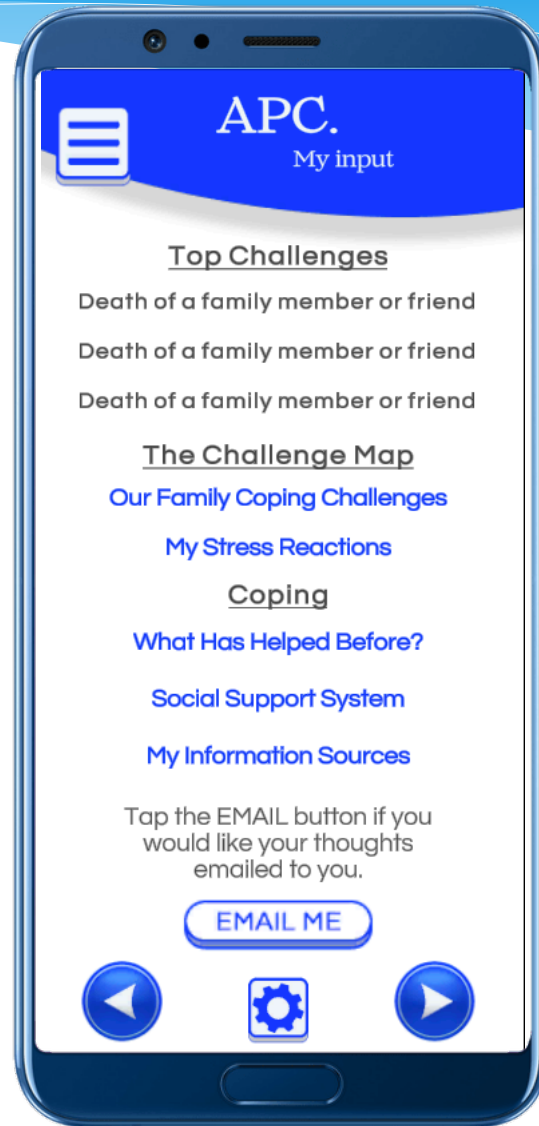 APC.
My input
Top Challenges
Death of a family member or friend
Death of a family member or friend
Death of a family member or friend
The Challenge Map
Our Family Coping Challenges
My Stress Reactions
Coping
What Has Helped Before?
Social Support System
My Information Sources
Tap the EMAIL button if you
would like your thoughts
emailed to you.
EMAIL ME